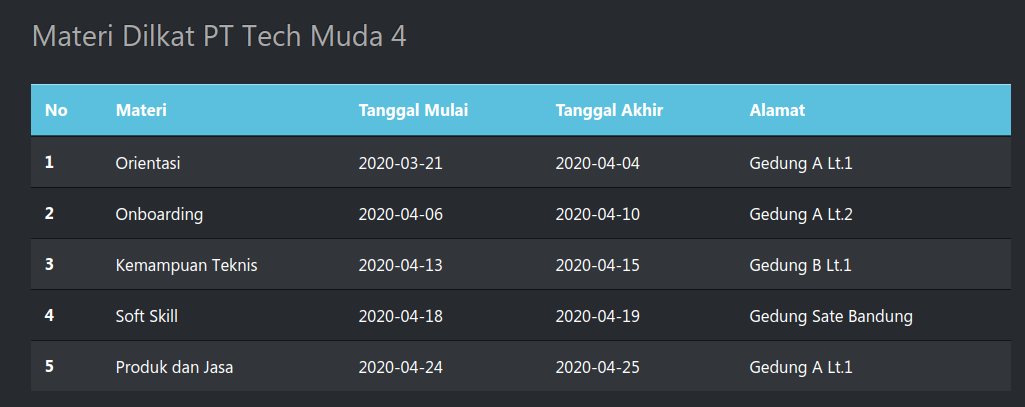 Materi Dilkat PT Tech Muda 4
No Materi Tanggal Mulai Tanggal Akhir Alamat
1 Orientasi 2020-03-21 2020-04-04 Gedung A Lt.1
2 Onboarding 2020-04-06 2020-04-10 Gedung A Lt.2
3 Kemampuan Teknis 2020-04-13 2020-04-15 Gedung B Lt.1
4 Soft Skill 2020-04-18 2020-04-19 Gedung Sate Bandung
5 Produk dan Jasa 2020-04-24 2020-04-25 Gedung A Lt.1